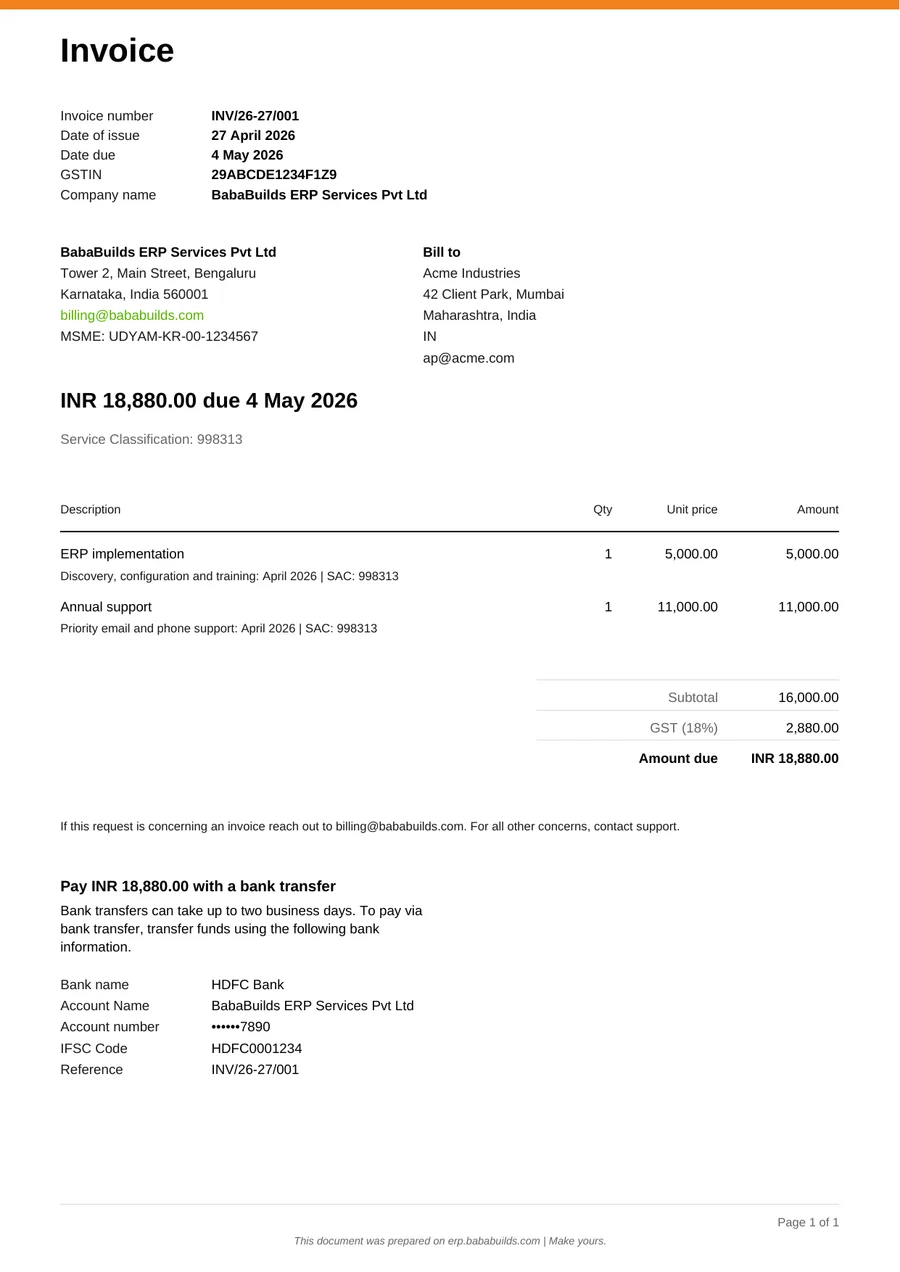 Invoice
Invoice number INV/26-27/001
Date of issue 27 April 2026
Date due 4 May 2026
GSTIN 29ABCDE1234F1Z9
Company name BabaBuilds ERP Services Pvt Ltd
BabaBuilds ERP Services Pvt Ltd
Tower 2, Main Street, Bengaluru
Karnataka, India 560001
billing@bababuilds.com
MSME: UDYAM-KR-00-1234567
Bill to
Acme Industries
42 Client Park, Mumbai
Maharashtra, India
IN
ap@acme.com
INR 18,880.00 due 4 May 2026
Service Classification: 998313
Description Qty Unit price Amount
ERP implementation 1 5,000.00 5,000.00
Discovery, configuration and training: April 2026 | SAC: 998313
Annual support 1 11,000.00 11,000.00
Priority email and phone support: April 2026 | SAC: 998313
Subtotal 16,000.00
GST (18%) 2,880.00
Amount due INR 18,880.00
If this request is concerning an invoice reach out to billing@bababuilds.com. For all other concerns, contact support.
Pay INR 18,880.00 with a bank transfer
Bank transfers can take up to two business days. To pay via
bank transfer, transfer funds using the following bank
information.
Bank name HDFC Bank
Account Name BabaBuilds ERP Services Pvt Ltd
Account number ••••••7890
IFSC Code HDFC0001234
Reference INV/26-27/001
Page 1 of 1
This document was prepared on erp.bababuilds.com | Make yours.